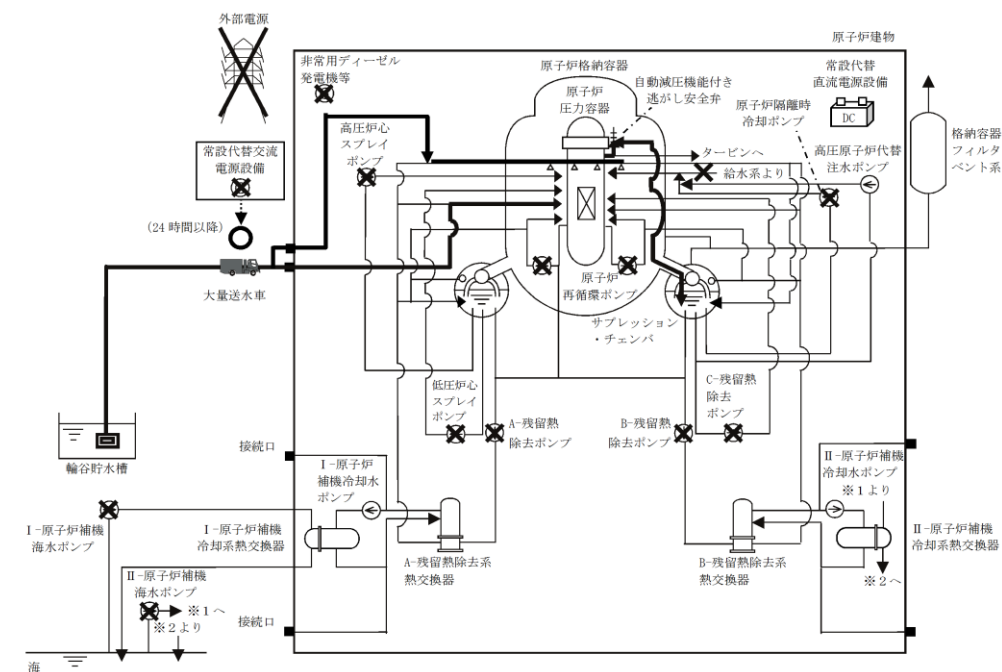 外部電源
原子炉建物
非常用ディーゼル
発電機等
原子炉格納容器
原子炉
圧力容器
自動減圧機能付き
逃がし安全弁
常設代替
直流電源設備
DC
原子炉隔離時
冷却ポンプ
高圧炉心
スプレイ
ポンプ
タービンへ
給水系より
高圧原子炉代替
注水ポンプ
格納容器
フィルタ
ベント系
常設代替交流
電源設備
(24時間以降)
大量送水車
原子炉
再循環ポンプ
サプレッション
・チェンバ
低圧炉心
スプレイ
ポンプ
A-残留熱
除去ポンプ
B-残留熱
除去ポンプ
C-残留熱
除去
ポンプ
輪谷貯水槽
接続口
Ⅰ-原子炉
補機冷却水
ポンプ
Ⅱ-原子炉補機
冷却水ポンプ
※1より
Ⅰ-原子炉補機
海水ポンプ
Ⅰ-原子炉補機
冷却系熱交換器
A-残留熱除去系
熱交換器
B-残留熱除去系
熱交換器
Ⅱ-原子炉補機
冷却系熱交換器
※2へ
Ⅱ-原子炉補機
海水ポンプ
※1へ
※2より
接続口
海